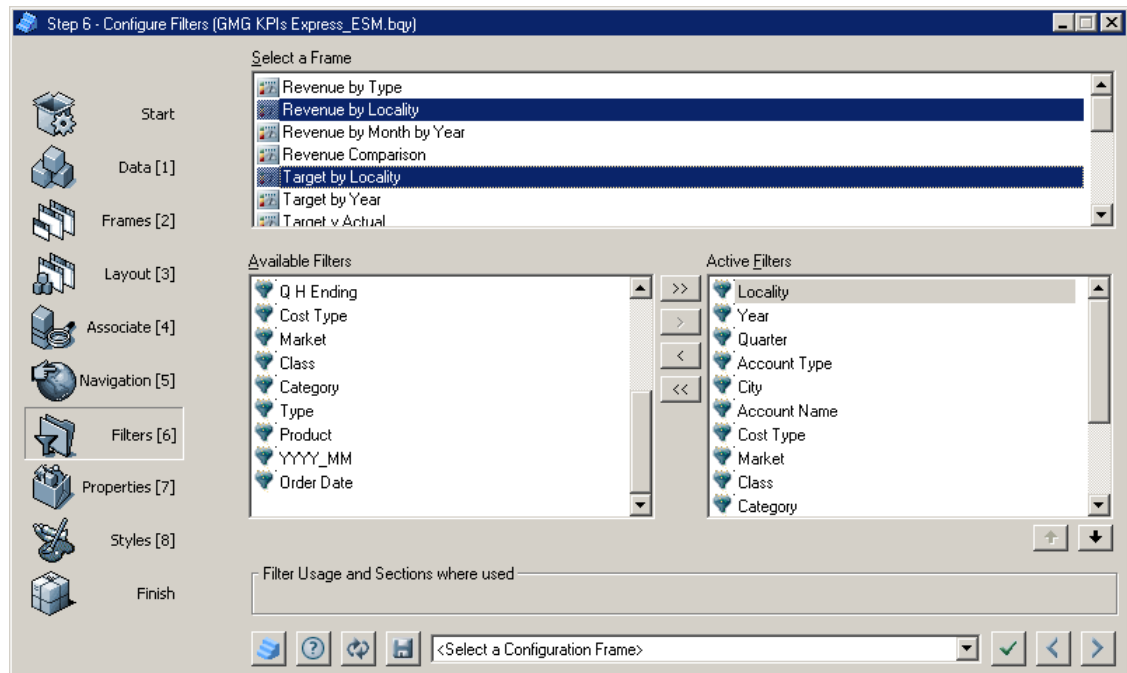 Step 6 - Configure Filters (GMG KPIs Express_ESM.bqy)
Select a Frame
Revenue by Type
Revenue by Locality
Revenue by Month by Year
Revenue Comparison
Target by Locality
Target by Year
Target v Actual
Start
Data [1]
Frames [2]
Layout [3]
Associate [4]
Navigation [5]
Filters [6]
Properties [7]
Styles [8]
Finish
Available Filters
Q H Ending
Cost Type
Market
Class
Category
Type
Product
YYYY_MM
Order Date
>>
>
<
<<
Active Filters
Locality
Year
Quarter
Account Type
City
Account Name
Cost Type
Market
Class
Category
Filter Usage and Sections where used
<Select a Configuration Frame>